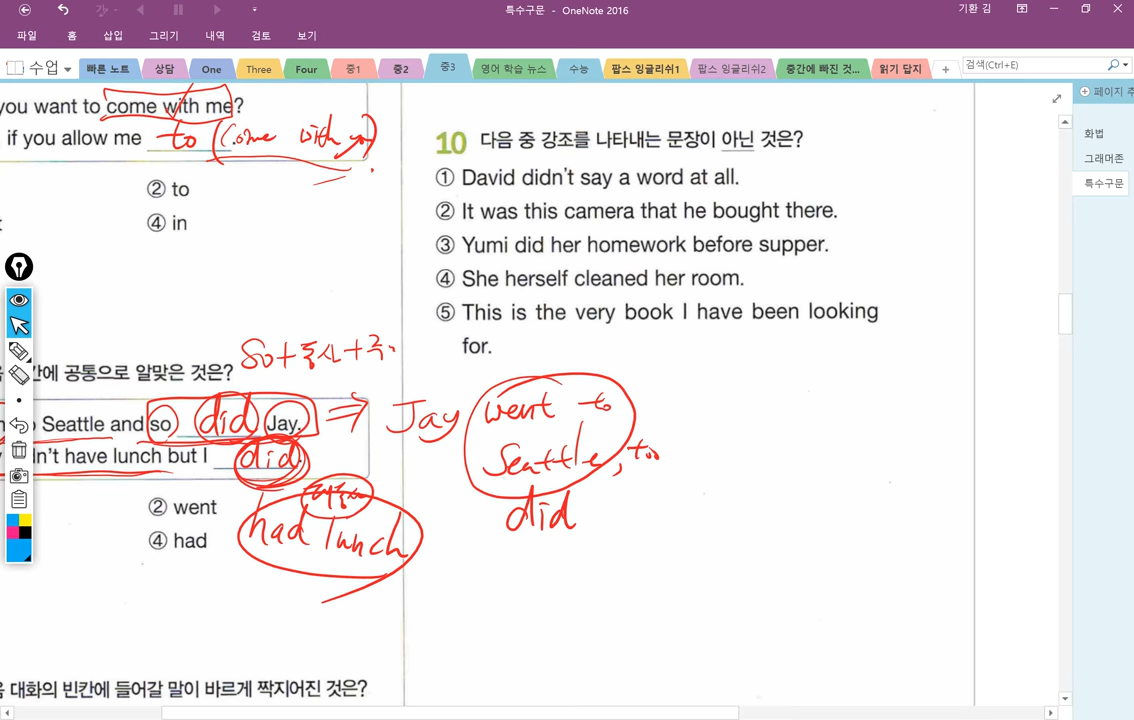 특수구문 - OneNote 2016
기환 김
파일 홈 삽입 그리기 내역 검토 보기
수업 빠른 노트 상담 One Three Four 중1 중2 중3 영어 학습 뉴스 수능 팝스 잉글리쉬1 팝스 잉글리쉬2 중간에 빠진 것... 읽기 답지 + 검색(Ctrl+E)
페이지 추
화법
그래머존
특수구문
you want to come with me?
if you allow me to (come with you)
② to
④ in
10 다음 중 강조를 나타내는 문장이 아닌 것은?
① David didn't say a word at all.
② It was this camera that he bought there.
③ Yumi did her homework before supper.
④ She herself cleaned her room.
⑤ This is the very book I have been looking
for.
So+동사+주
간에 공통으로 알맞은 것은?
Seattle and so did Jay. ⇒ Jay went to
Seattle, too
n't have lunch but I did.
did
대동사
had lunch
② went
④ had
대화의 빈칸에 들어갈 말이 바르게 짝지어진 것은?